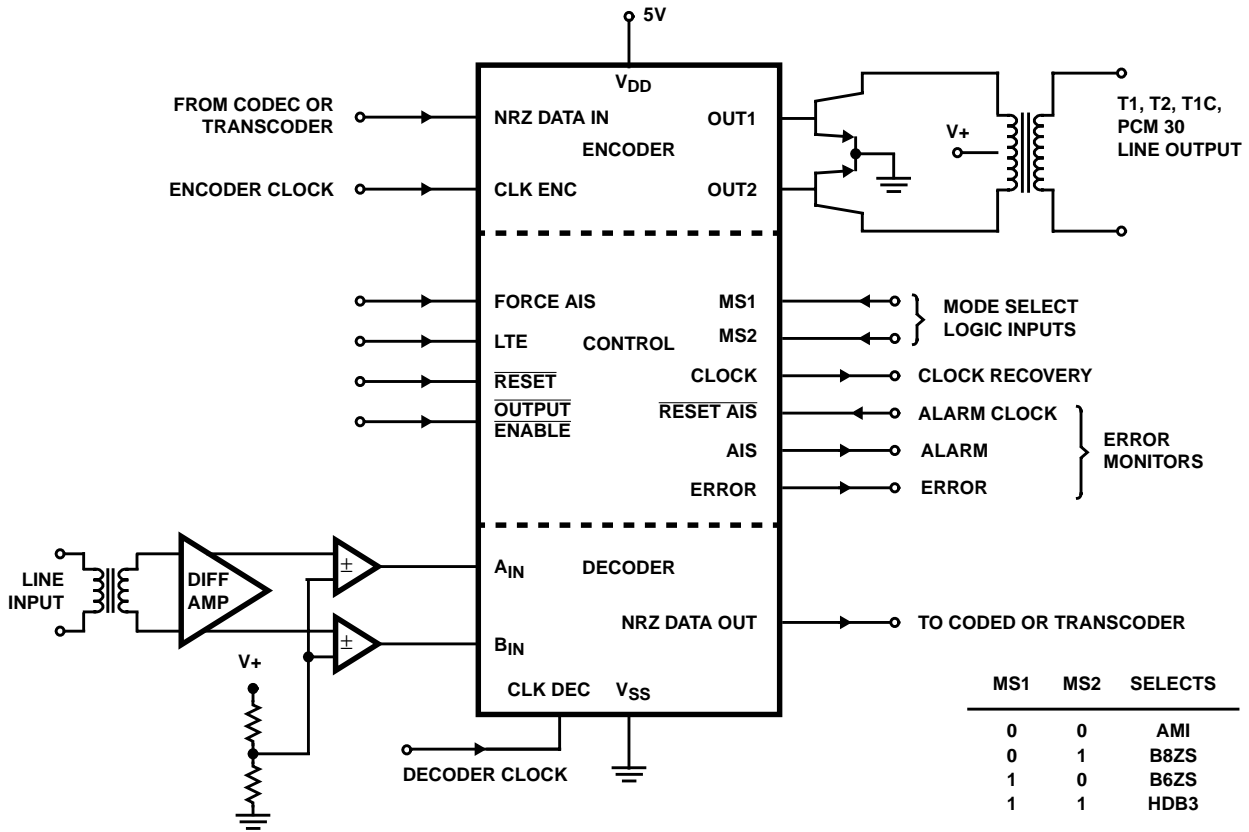 5V
VDD
FROM CODEC OR
TRANSCODER
NRZ DATA IN
ENCODER
ENCODER CLOCK
CLK ENC
OUT1
OUT2
V+
T1, T2, T1C,
PCM 30
LINE OUTPUT
FORCE AIS
LTE
CONTROL
RESET
OUTPUT
ENABLE
MS1
MS2
MODE SELECT
LOGIC INPUTS
CLOCK
CLOCK RECOVERY
RESET AIS
ALARM CLOCK
AIS
ALARM
ERROR
ERROR
ERROR
MONITORS
LINE
INPUT
DIFF
AMP
±
±
V+
AIN
DECODER
BIN
NRZ DATA OUT
TO CODED OR TRANSCODER
CLK DEC
VSS
DECODER CLOCK
MS1 MS2 SELECTS
0 0 AMI
0 1 B8ZS
1 0 B6ZS
1 1 HDB3